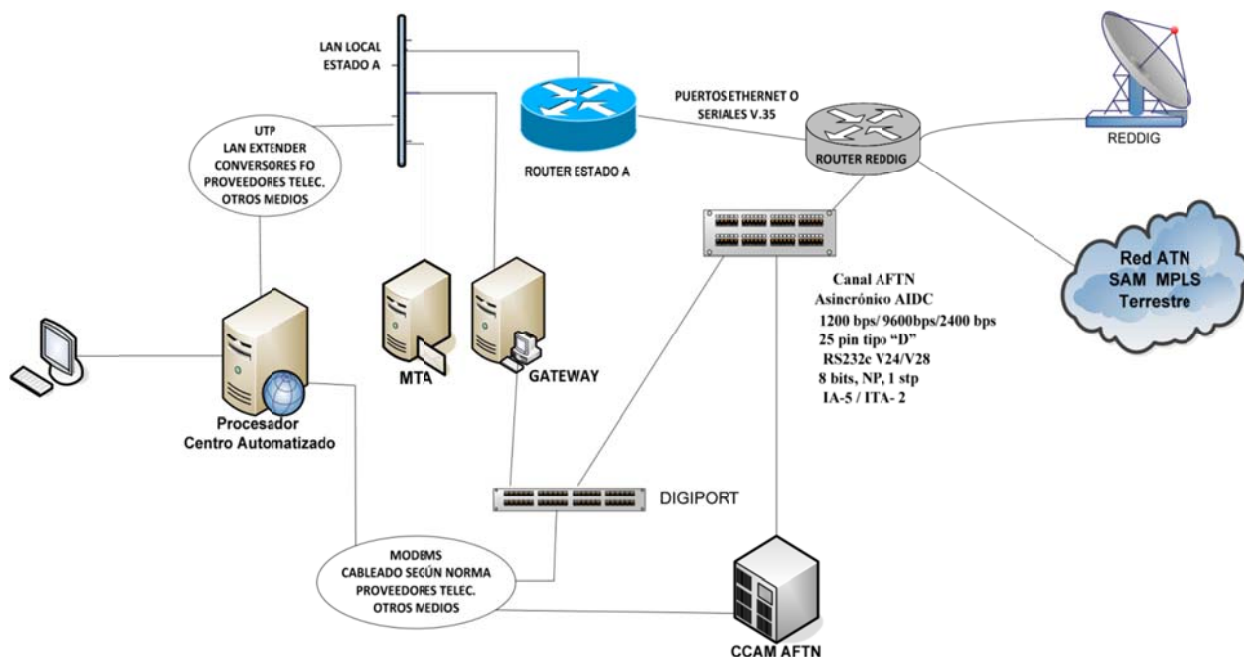 LAN LOCAL
ESTADO A
PUERTOS ETHERNET O
SERIALES V.35
REDDIG
UTP
LAN EXTENDER
CONVERSORES FO
PROVEEDORES TELEC.
OTROS MEDIOS
ROUTER ESTADO A
ROUTER REDDIG
Red ATN
SAM MPLS
Terrestre
Canal AFTN
Asincrónico AIDC
1200 bps/ 9600bps/2400 bps
25 pin tipo “D”
RS232c V24/V28
8 bits, NP, 1 stp
IA-5 / ITA- 2
MTA
GATEWAY
Procesador
Centro Automatizado
DIGIPORT
MODEMS
CABLEADO SEGÚN NORMA
PROVEEDORES TELEC.
OTROS MEDIOS
CCAM AFTN